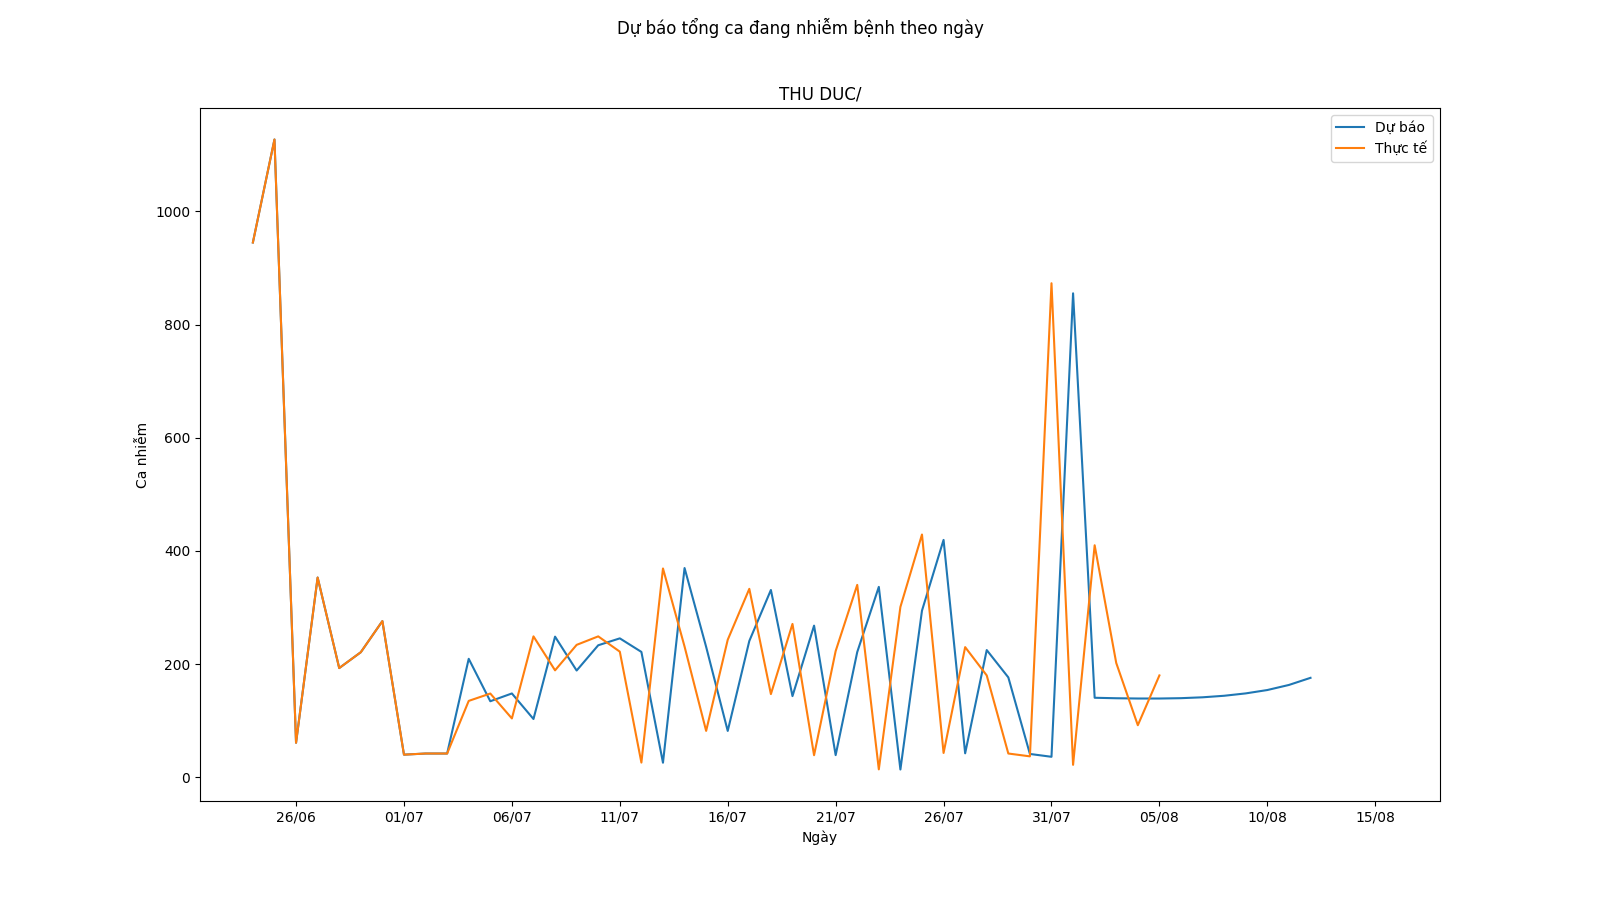 Dự báo tổng ca đang nhiễm bệnh theo ngày
THU DUC/
Dự báo
Thực tế
1000
800
600
400
200
0
Ca nhiễm
26/06
01/07
06/07
11/07
16/07
21/07
26/07
31/07
05/08
10/08
15/08
Ngày